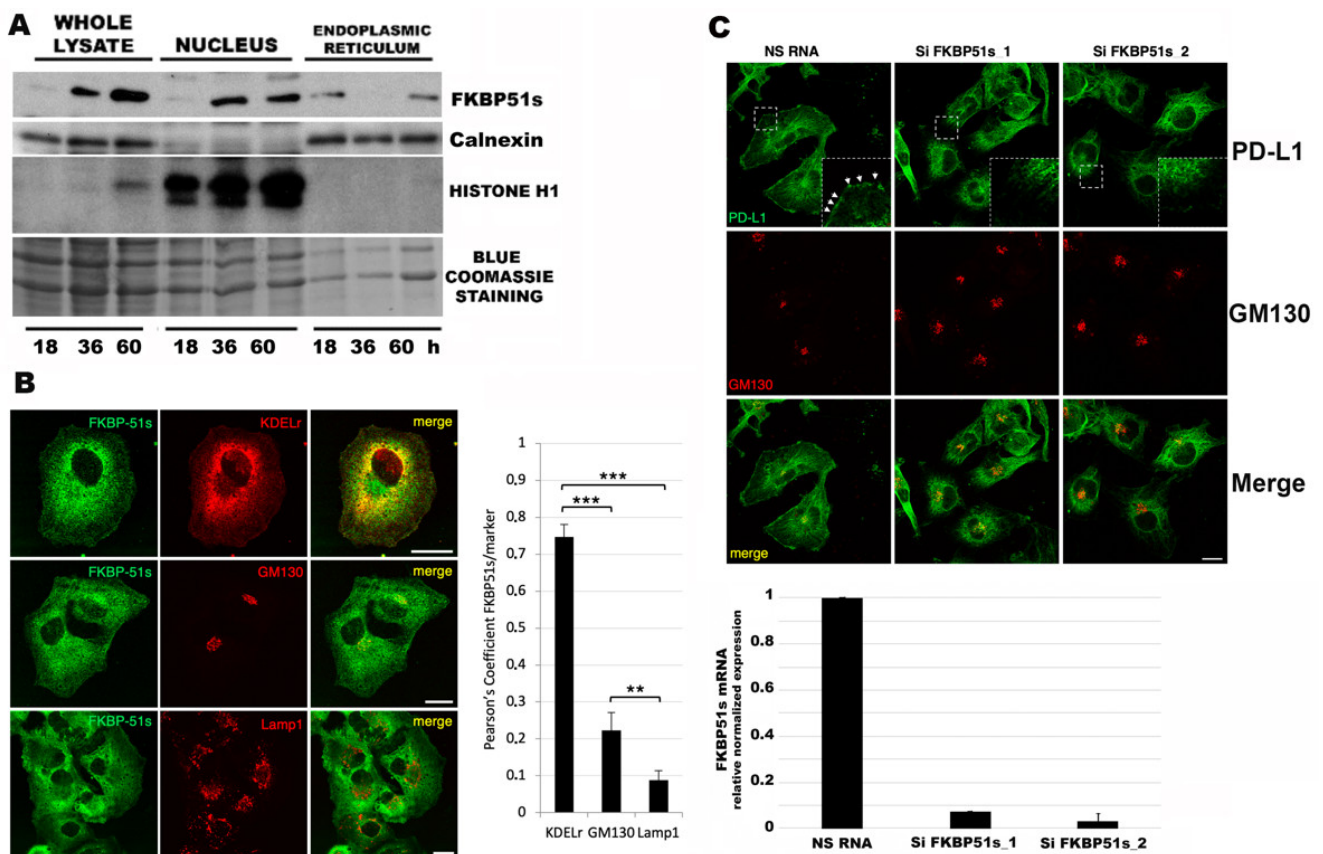 A
WHOLE
LYSATE
NUCLEUS
ENDOPLASMIC
RETICULUM
FKBP51s
Calnexin
HISTONE H1
BLUE
COOMASSIE
STAINING
18 36 60 18 36 60 18 36 60 h
B
FKBP-51s
KDELr
merge
FKBP-51s
GM130
merge
FKBP-51s
Lamp1
merge
Pearson's Coefficient FKBP51s/marker
1
0,9
0,8
0,7
0,6
0,5
0,4
0,3
0,2
0,1
0
***
***
**
KDELr GM130 Lamp1
C
NS RNA
Si FKBP51s_1
Si FKBP51s_2
PD-L1
PD-L1
GM130
GM130
Merge
merge
FKBP51s mRNA
relative normalized expression
1
0.8
0.6
0.4
0.2
0
NS RNA
Si FKBP51s_1
Si FKBP51s_2